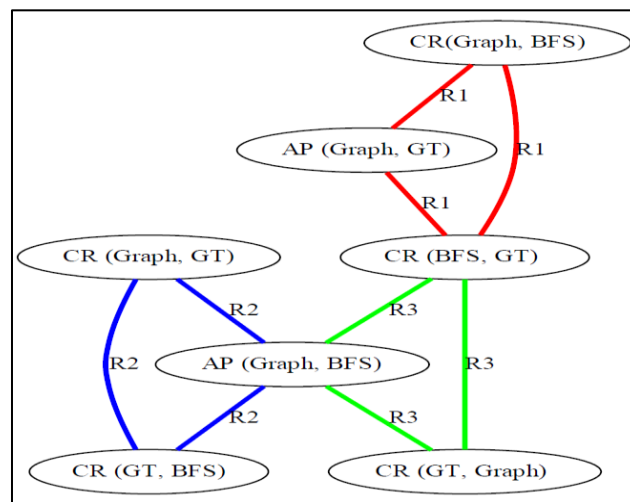 CR(Graph, BFS)
R1
AP (Graph, GT)
R1
R1
CR (Graph, GT)
CR (BFS, GT)
R2
R3
R2
AP (Graph, BFS)
R3
R2
R3
CR (GT, BFS)
CR (GT, Graph)